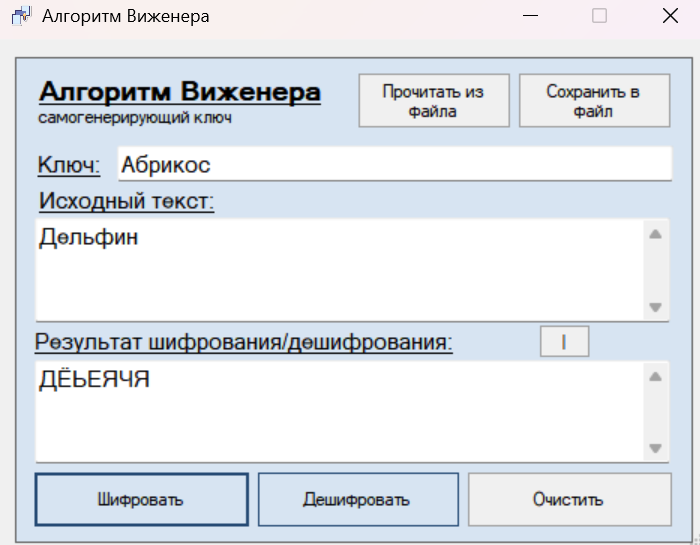 Алгоритм Виженера
Алгоритм Виженера
самогенерирующий ключ
Прочитать из
файла
Сохранить в
файл
Ключ:
Абрикос
Исходный текст:
Дельфин
Результат шифрования/дешифрования:
I
ДЁЬЕЯЧЯ
Шифровать
Дешифровать
Очистить